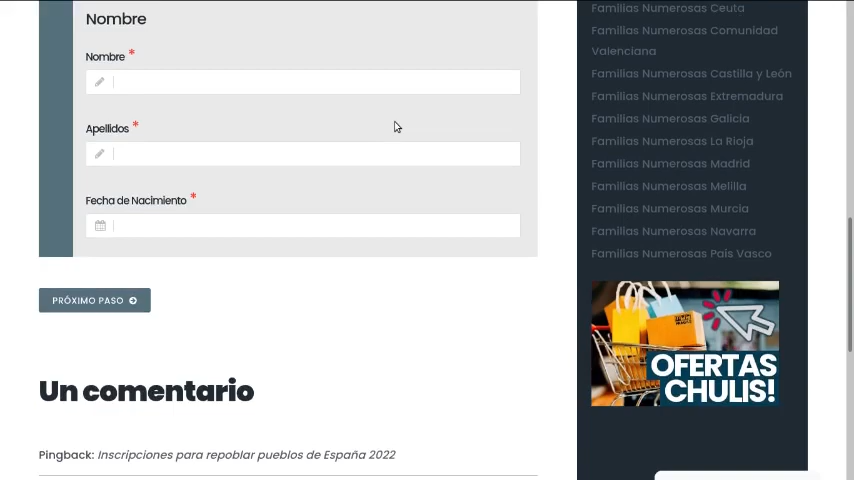 Nombre
Nombre *
Apellidos *
Fecha de Nacimiento *
PRÓXIMO PASO
Un comentario
Pingback: Inscripciones para repoblar pueblos de España 2022
Familias Numerosas Ceuta
Familias Numerosas Comunidad
Valenciana
Familias Numerosas Castilla y León
Familias Numerosas Extremadura
Familias Numerosas Galicia
Familias Numerosas La Rioja
Familias Numerosas Madrid
Familias Numerosas Melilla
Familias Numerosas Murcia
Familias Numerosas Navarra
Familias Numerosas País Vasco
OFERTAS
CHULIS!